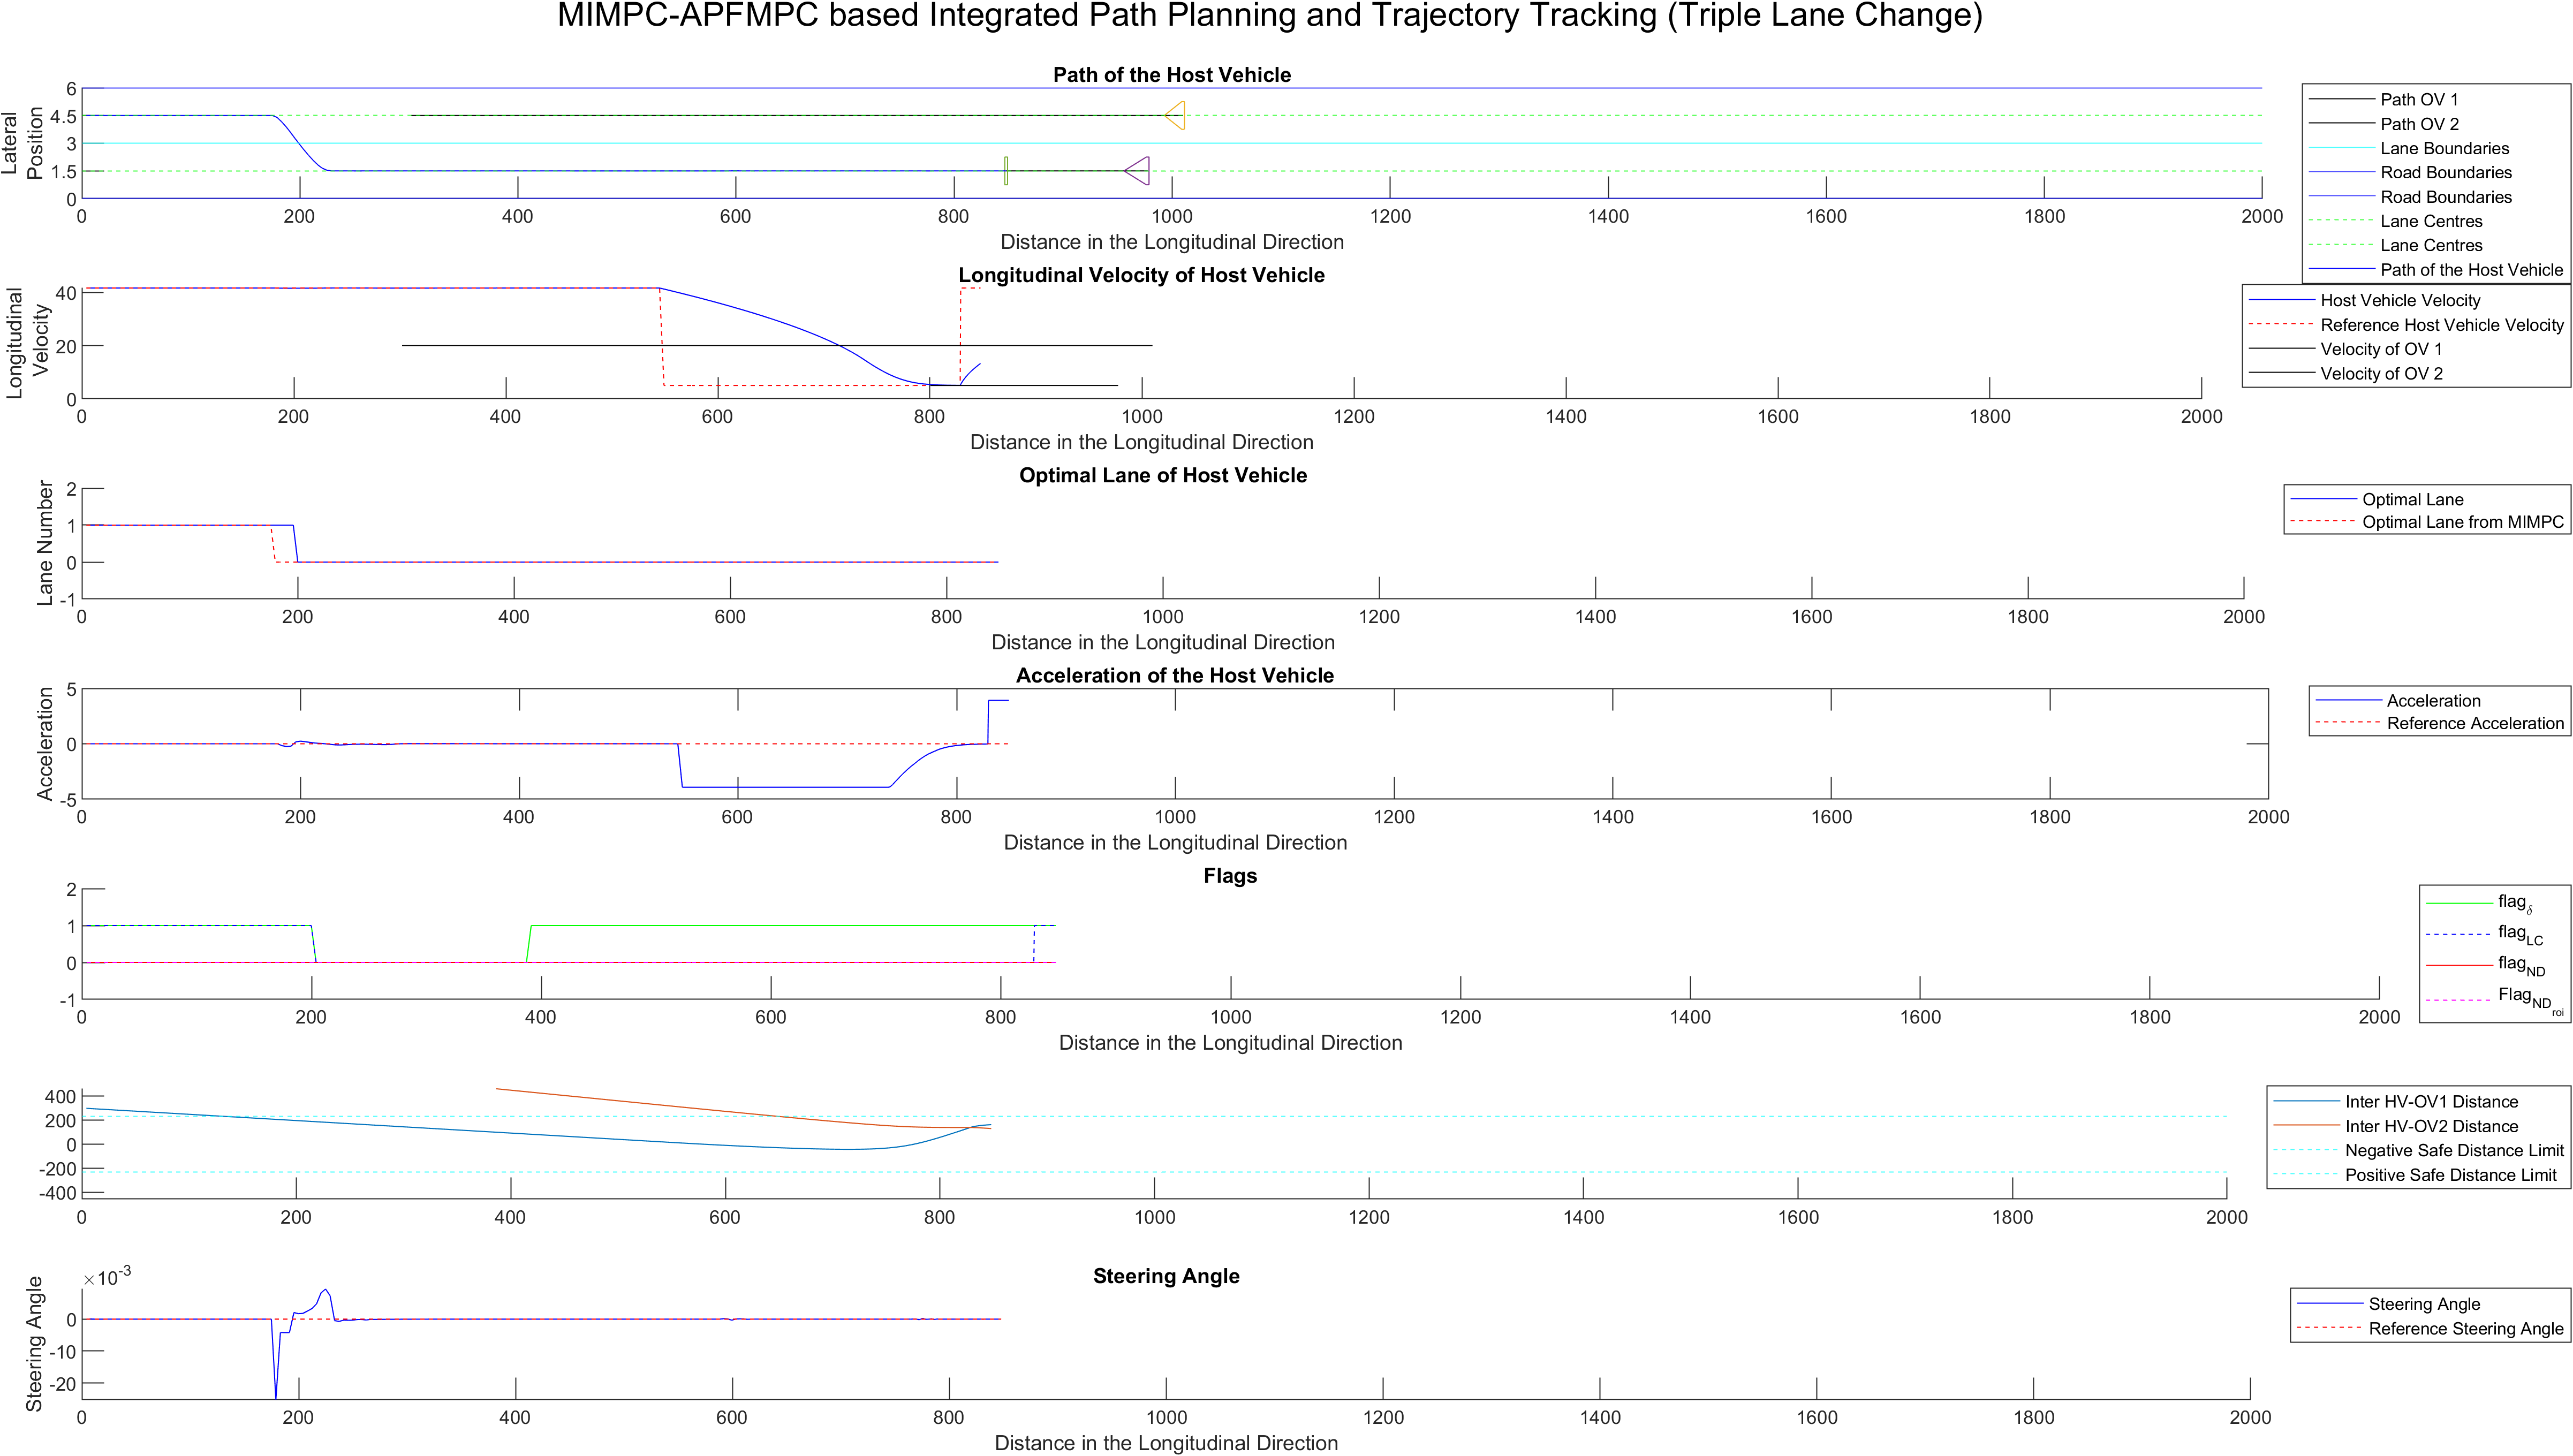 MIMPC-APFMPC based Integrated Path Planning and Trajectory Tracking (Triple Lane Change)
Path of the Host Vehicle
Lateral
Position
6
4.5
3
1.5
0
0 200 400 600 800 1000 1200 1400 1600 1800 2000
Distance in the Longitudinal Direction
Path OV 1
Path OV 2
Lane Boundaries
Road Boundaries
Road Boundaries
Lane Centres
Lane Centres
Path of the Host Vehicle
Longitudinal Velocity of Host Vehicle
Longitudinal
Velocity
40
20
0
0 200 400 600 800 1000 1200 1400 1600 1800 2000
Distance in the Longitudinal Direction
Host Vehicle Velocity
Reference Host Vehicle Velocity
Velocity of OV 1
Velocity of OV 2
Optimal Lane of Host Vehicle
Lane Number
2
1
0
-1
0 200 400 600 800 1000 1200 1400 1600 1800 2000
Distance in the Longitudinal Direction
Optimal Lane
Optimal Lane from MIMPC
Acceleration of the Host Vehicle
Acceleration
5
0
-5
0 200 400 600 800 1000 1200 1400 1600 1800 2000
Distance in the Longitudinal Direction
Acceleration
Reference Acceleration
Flags
2
1
0
-1
0 200 400 600 800 1000 1200 1400 1600 1800 2000
Distance in the Longitudinal Direction
flagδ
flagLC
flagND
FlagNDroi
400
200
0
-200
-400
0 200 400 600 800 1000 1200 1400 1600 1800 2000
Inter HV-OV1 Distance
Inter HV-OV2 Distance
Negative Safe Distance Limit
Positive Safe Distance Limit
Steering Angle
×10-3
Steering Angle
0
-10
-20
0 200 400 600 800 1000 1200 1400 1600 1800 2000
Distance in the Longitudinal Direction
Steering Angle
Reference Steering Angle